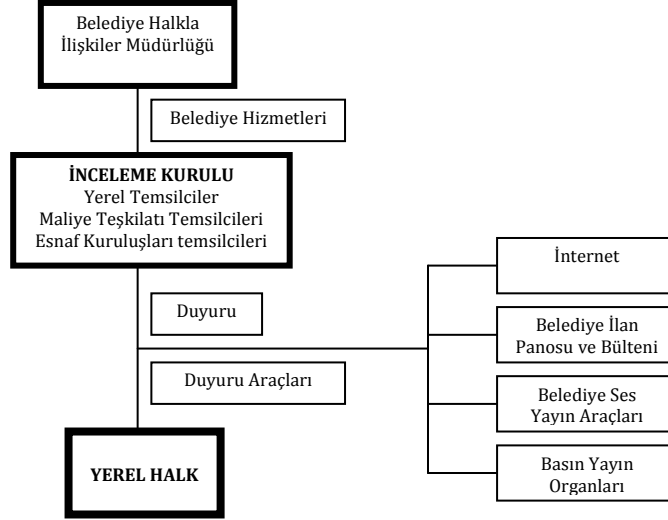 Belediye Halkla
İlişkiler Müdürlüğü
Belediye Hizmetleri
İNCELEME KURULU
Yerel Temsilciler
Maliye Teşkilatı Temsilcileri
Esnaf Kuruluşları temsilcileri
Duyuru
Duyuru Araçları
YEREL HALK
İnternet
Belediye İlan
Panosu ve Bülteni
Belediye Ses
Yayın Araçları
Basın Yayın
Organları